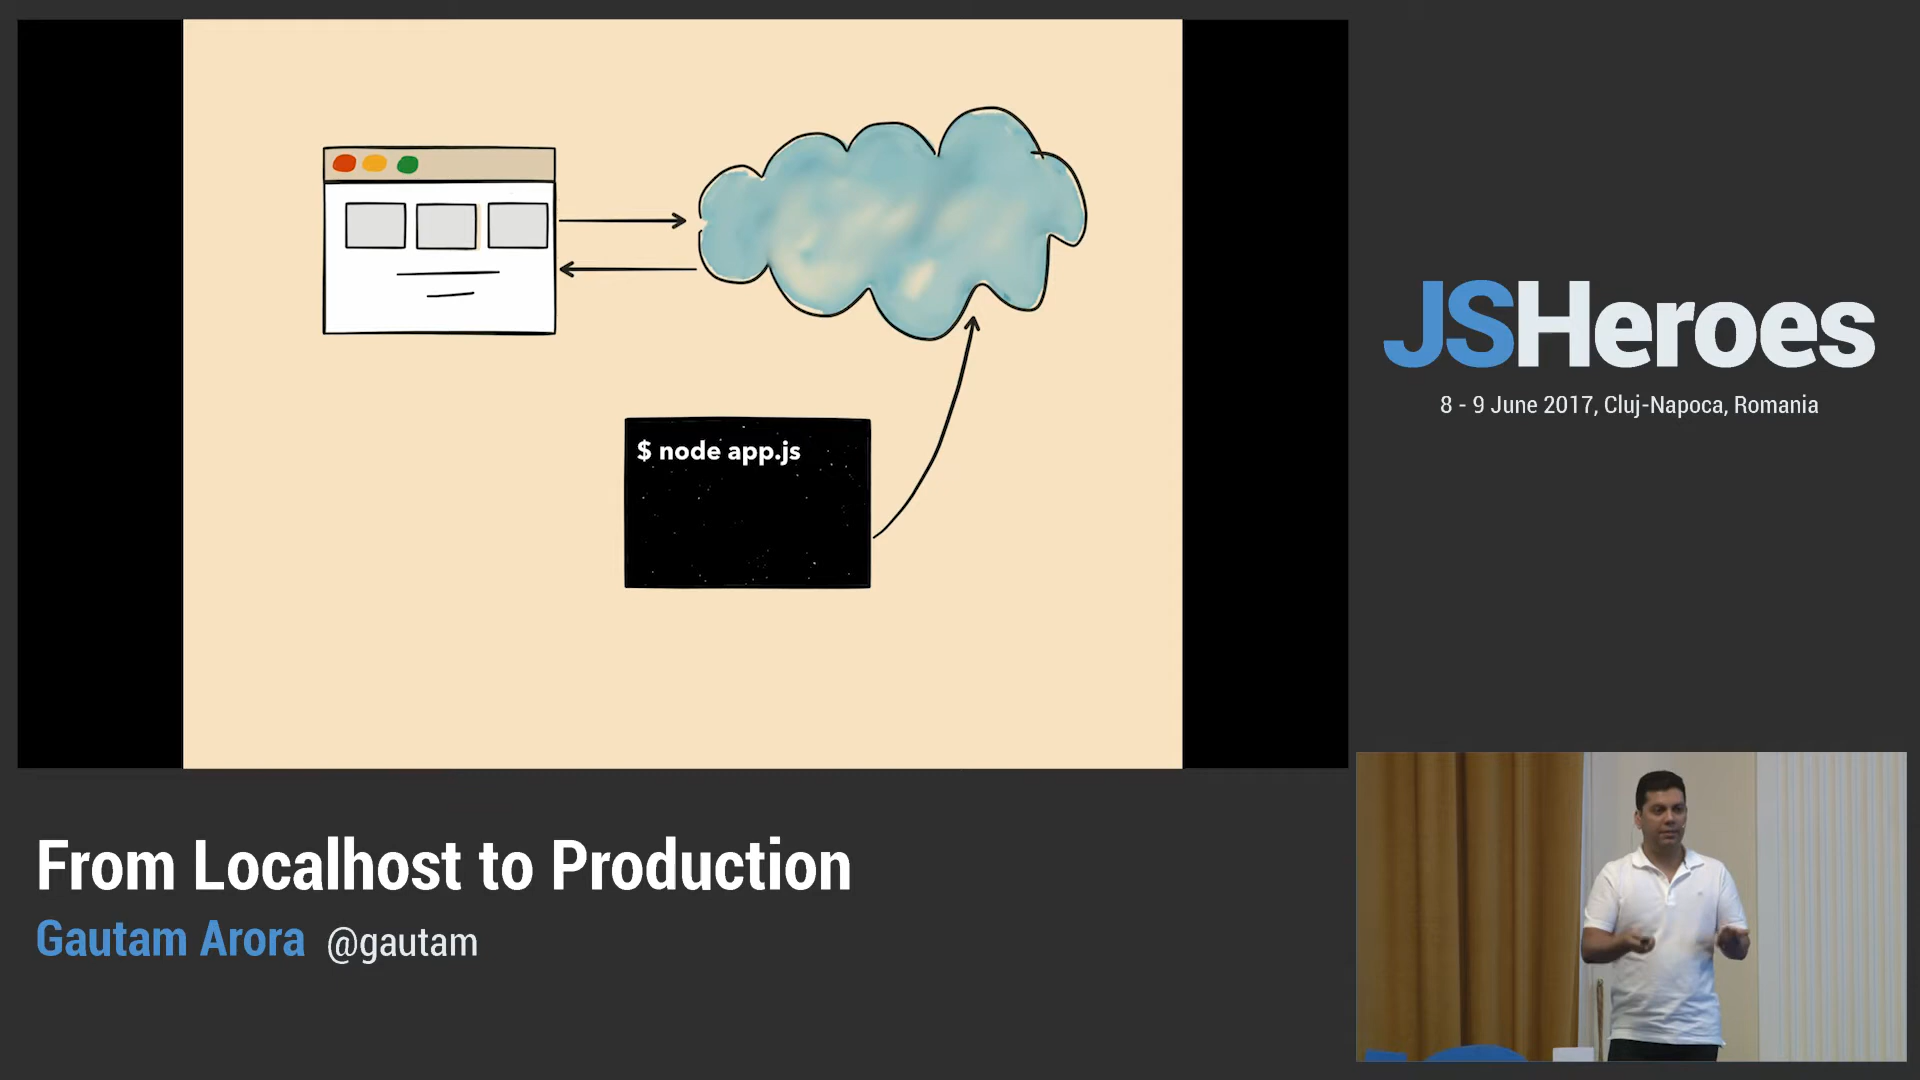 $ node app.js
JSHeroes
8 - 9 June 2017, Cluj-Napoca, Romania
From Localhost to Production
Gautam Arora @gautam